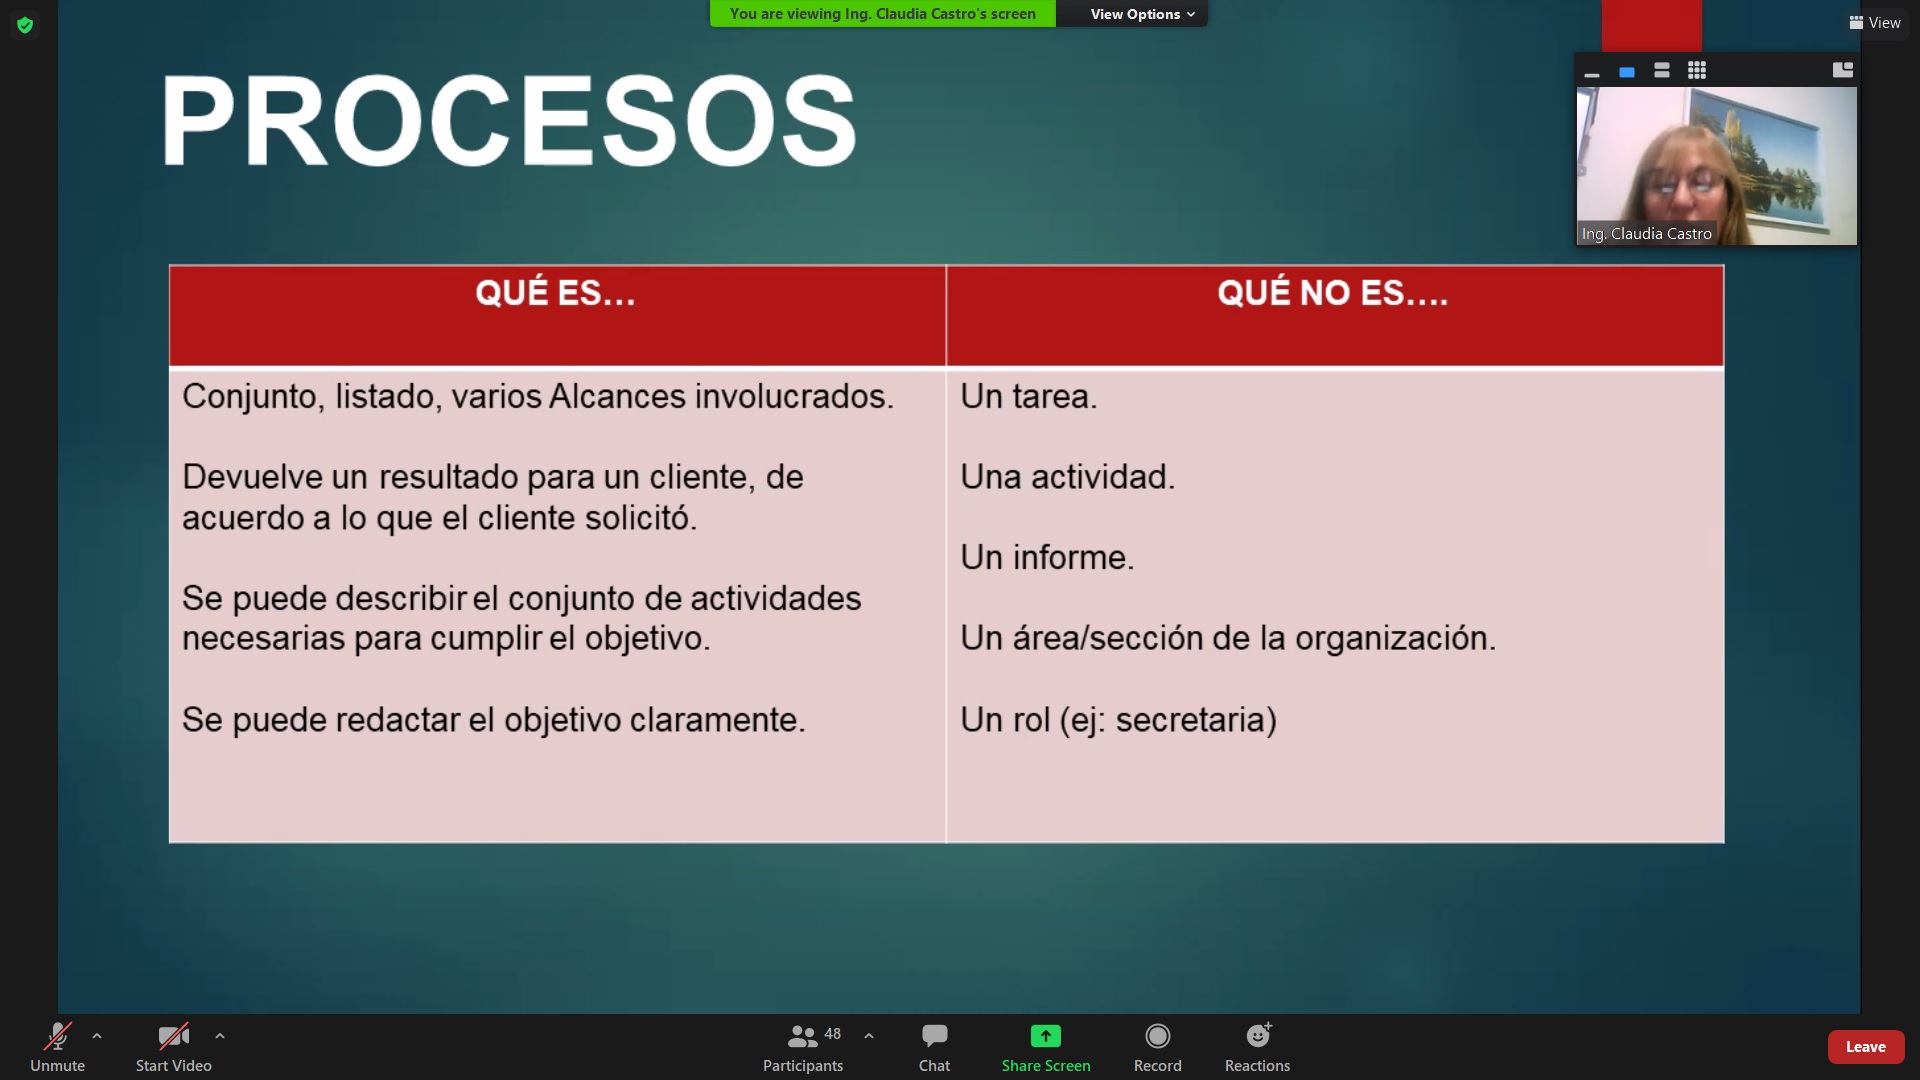 You are viewing Ing. Claudia Castro's screen
View Options
View
PROCESOS
Ing. Claudia Castro
QUÉ ES…
QUÉ NO ES….
Conjunto, listado, varios Alcances involucrados.
Devuelve un resultado para un cliente, de
acuerdo a lo que el cliente solicitó.
Se puede describir el conjunto de actividades
necesarias para cumplir el objetivo.
Se puede redactar el objetivo claramente.
Un tarea.
Una actividad.
Un informe.
Un área/sección de la organización.
Un rol (ej: secretaria)
Unmute
Start Video
48
Participants
Chat
Share Screen
Record
Reactions
Leave